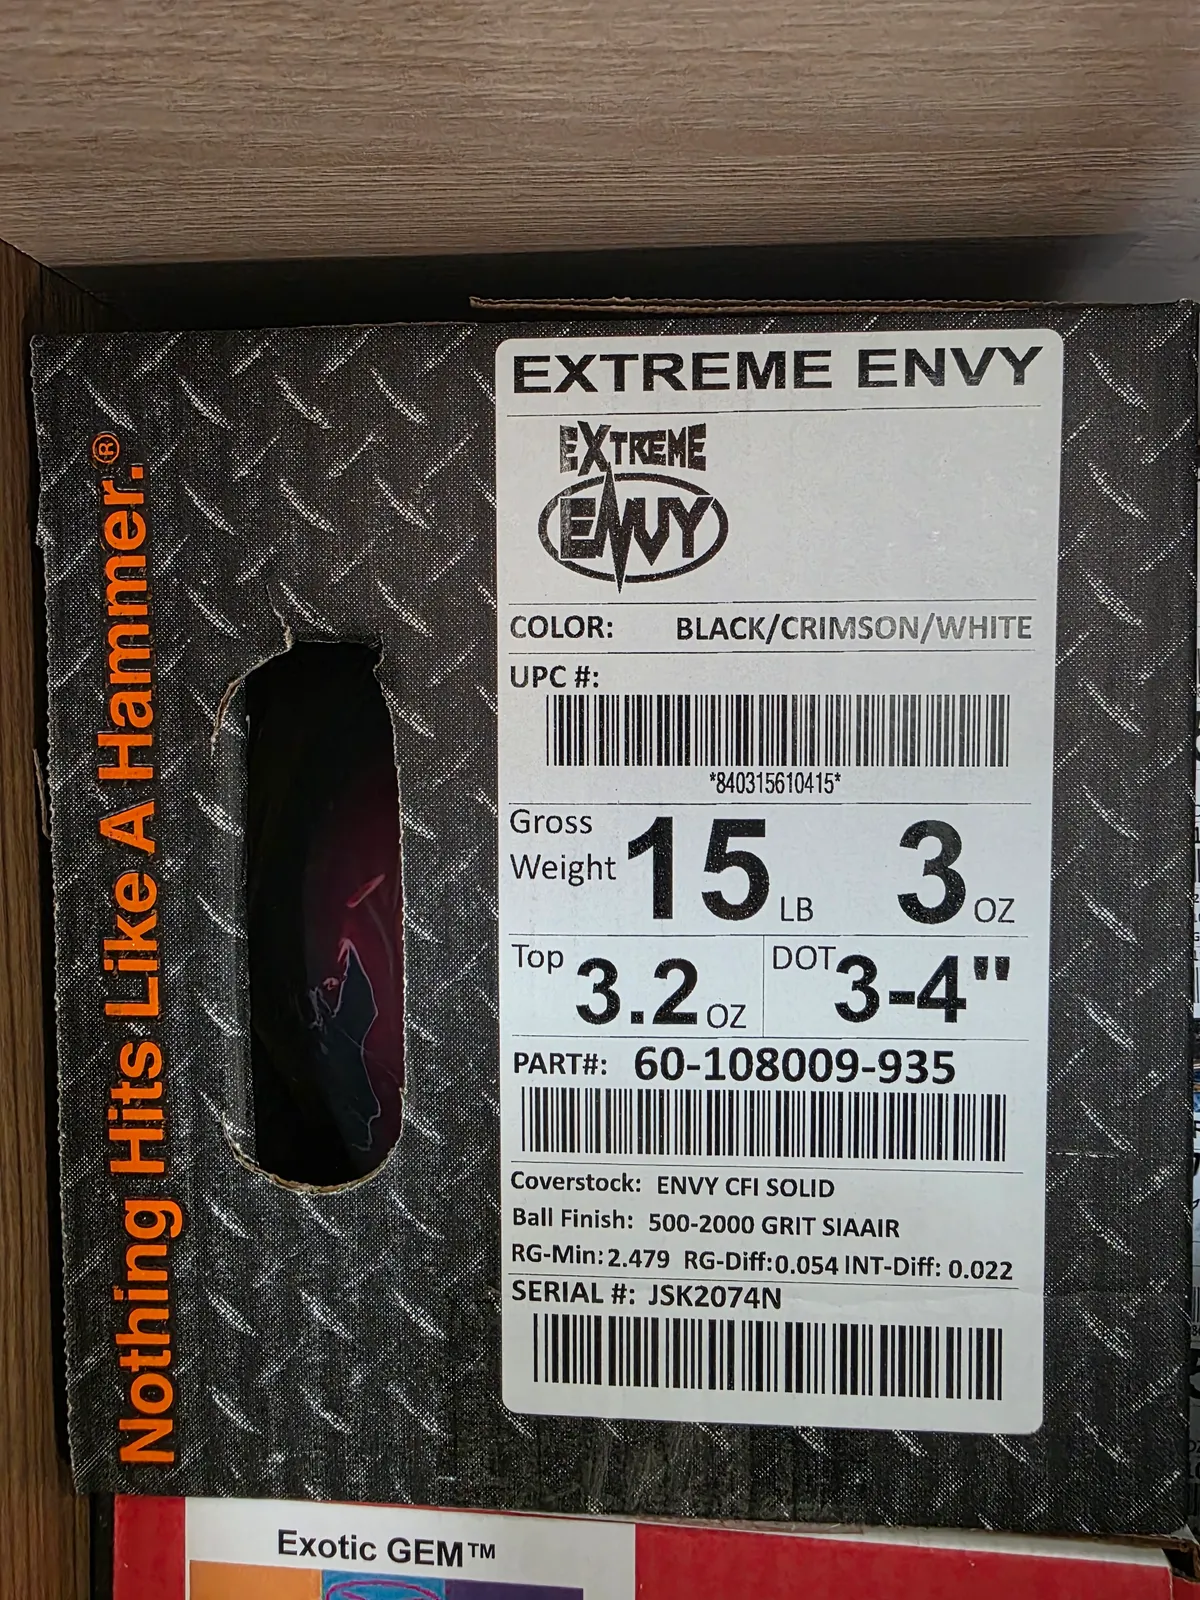 Nothing Hits Like A Hammer.®
EXTREME ENVY
EXTREME
ENVY
COLOR: BLACK/CRIMSON/WHITE
UPC #:
*840315610415*
Gross Weight 15 LB 3 OZ
Top 3.2 OZ DOT 3-4"
PART#: 60-108009-935
Coverstock: ENVY CFI SOLID
Ball Finish: 500-2000 GRIT SIAAIR
RG-Min: 2.479 RG-Diff: 0.054 INT-Diff: 0.022
SERIAL #: JSK2074N
Exotic GEM™